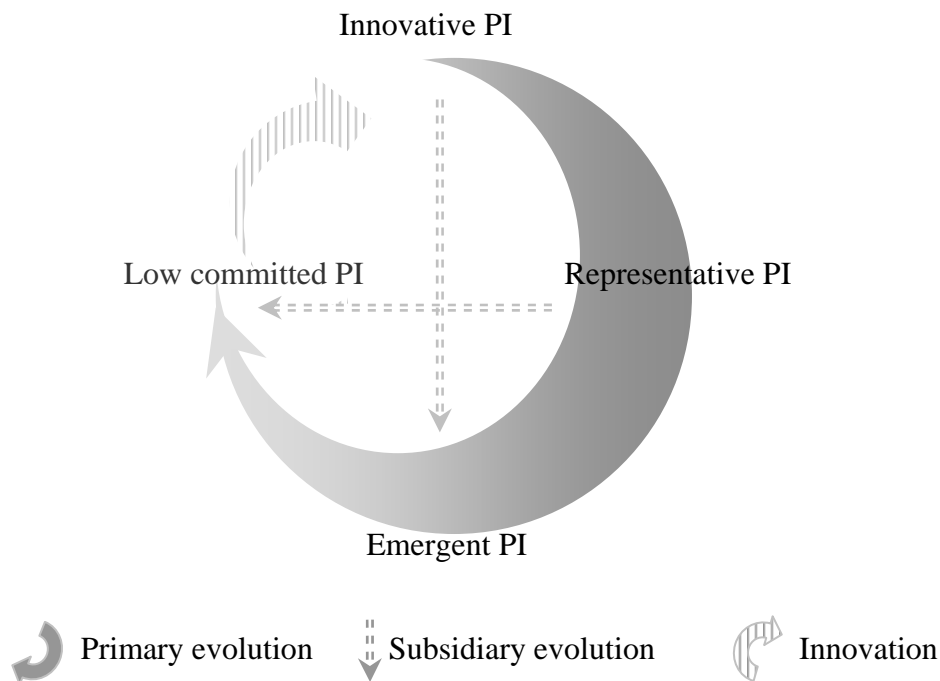 Innovative PI
Low committed PI
Representative PI
Emergent PI
Primary evolution
Subsidiary evolution
Innovation